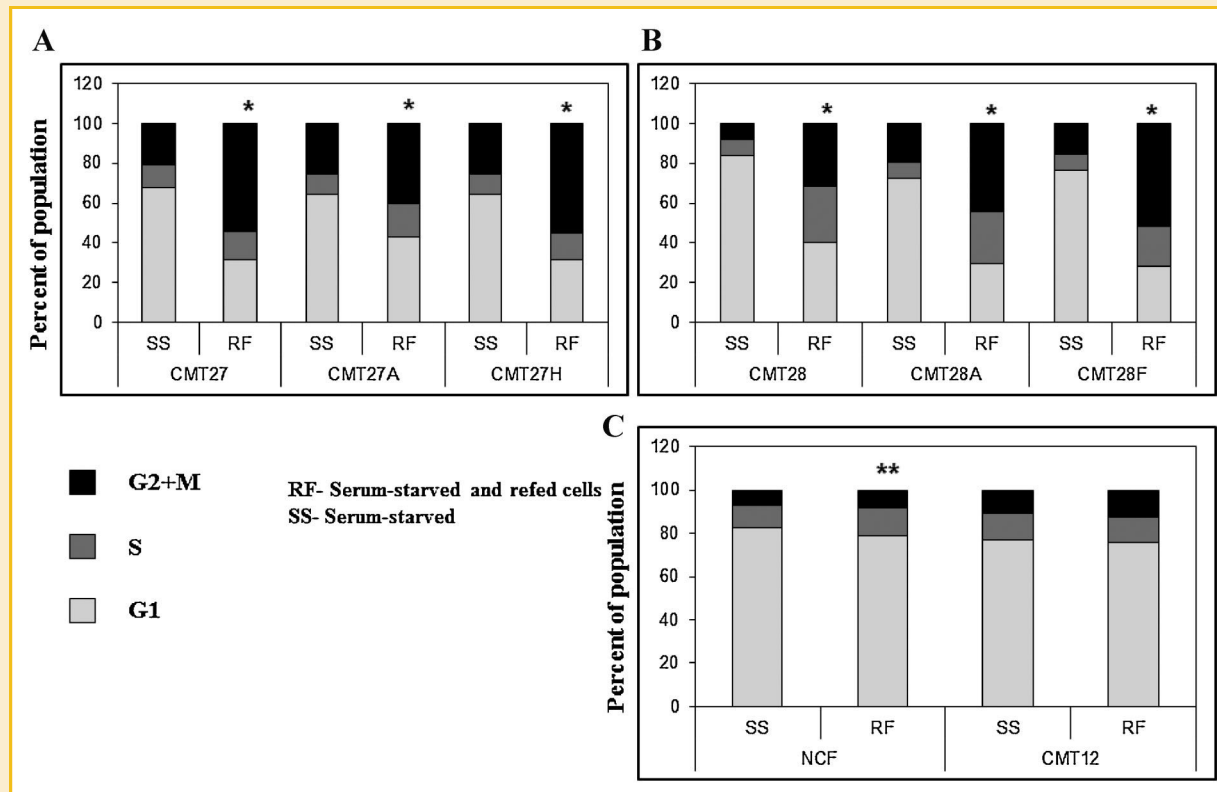 A
Percent of population
120
100
80
60
40
20
0
* * *
SS RF SS RF SS RF
CMT27 CMT27A CMT27H
B
120
100
80
60
40
20
0
* * *
SS RF SS RF SS RF
CMT28 CMT28A CMT28F
G2+M
S
G1
RF- Serum-starved and refed cells
SS- Serum-starved
C
Percent of population
120
100
80
60
40
20
0
**
SS RF SS RF
NCF CMT12